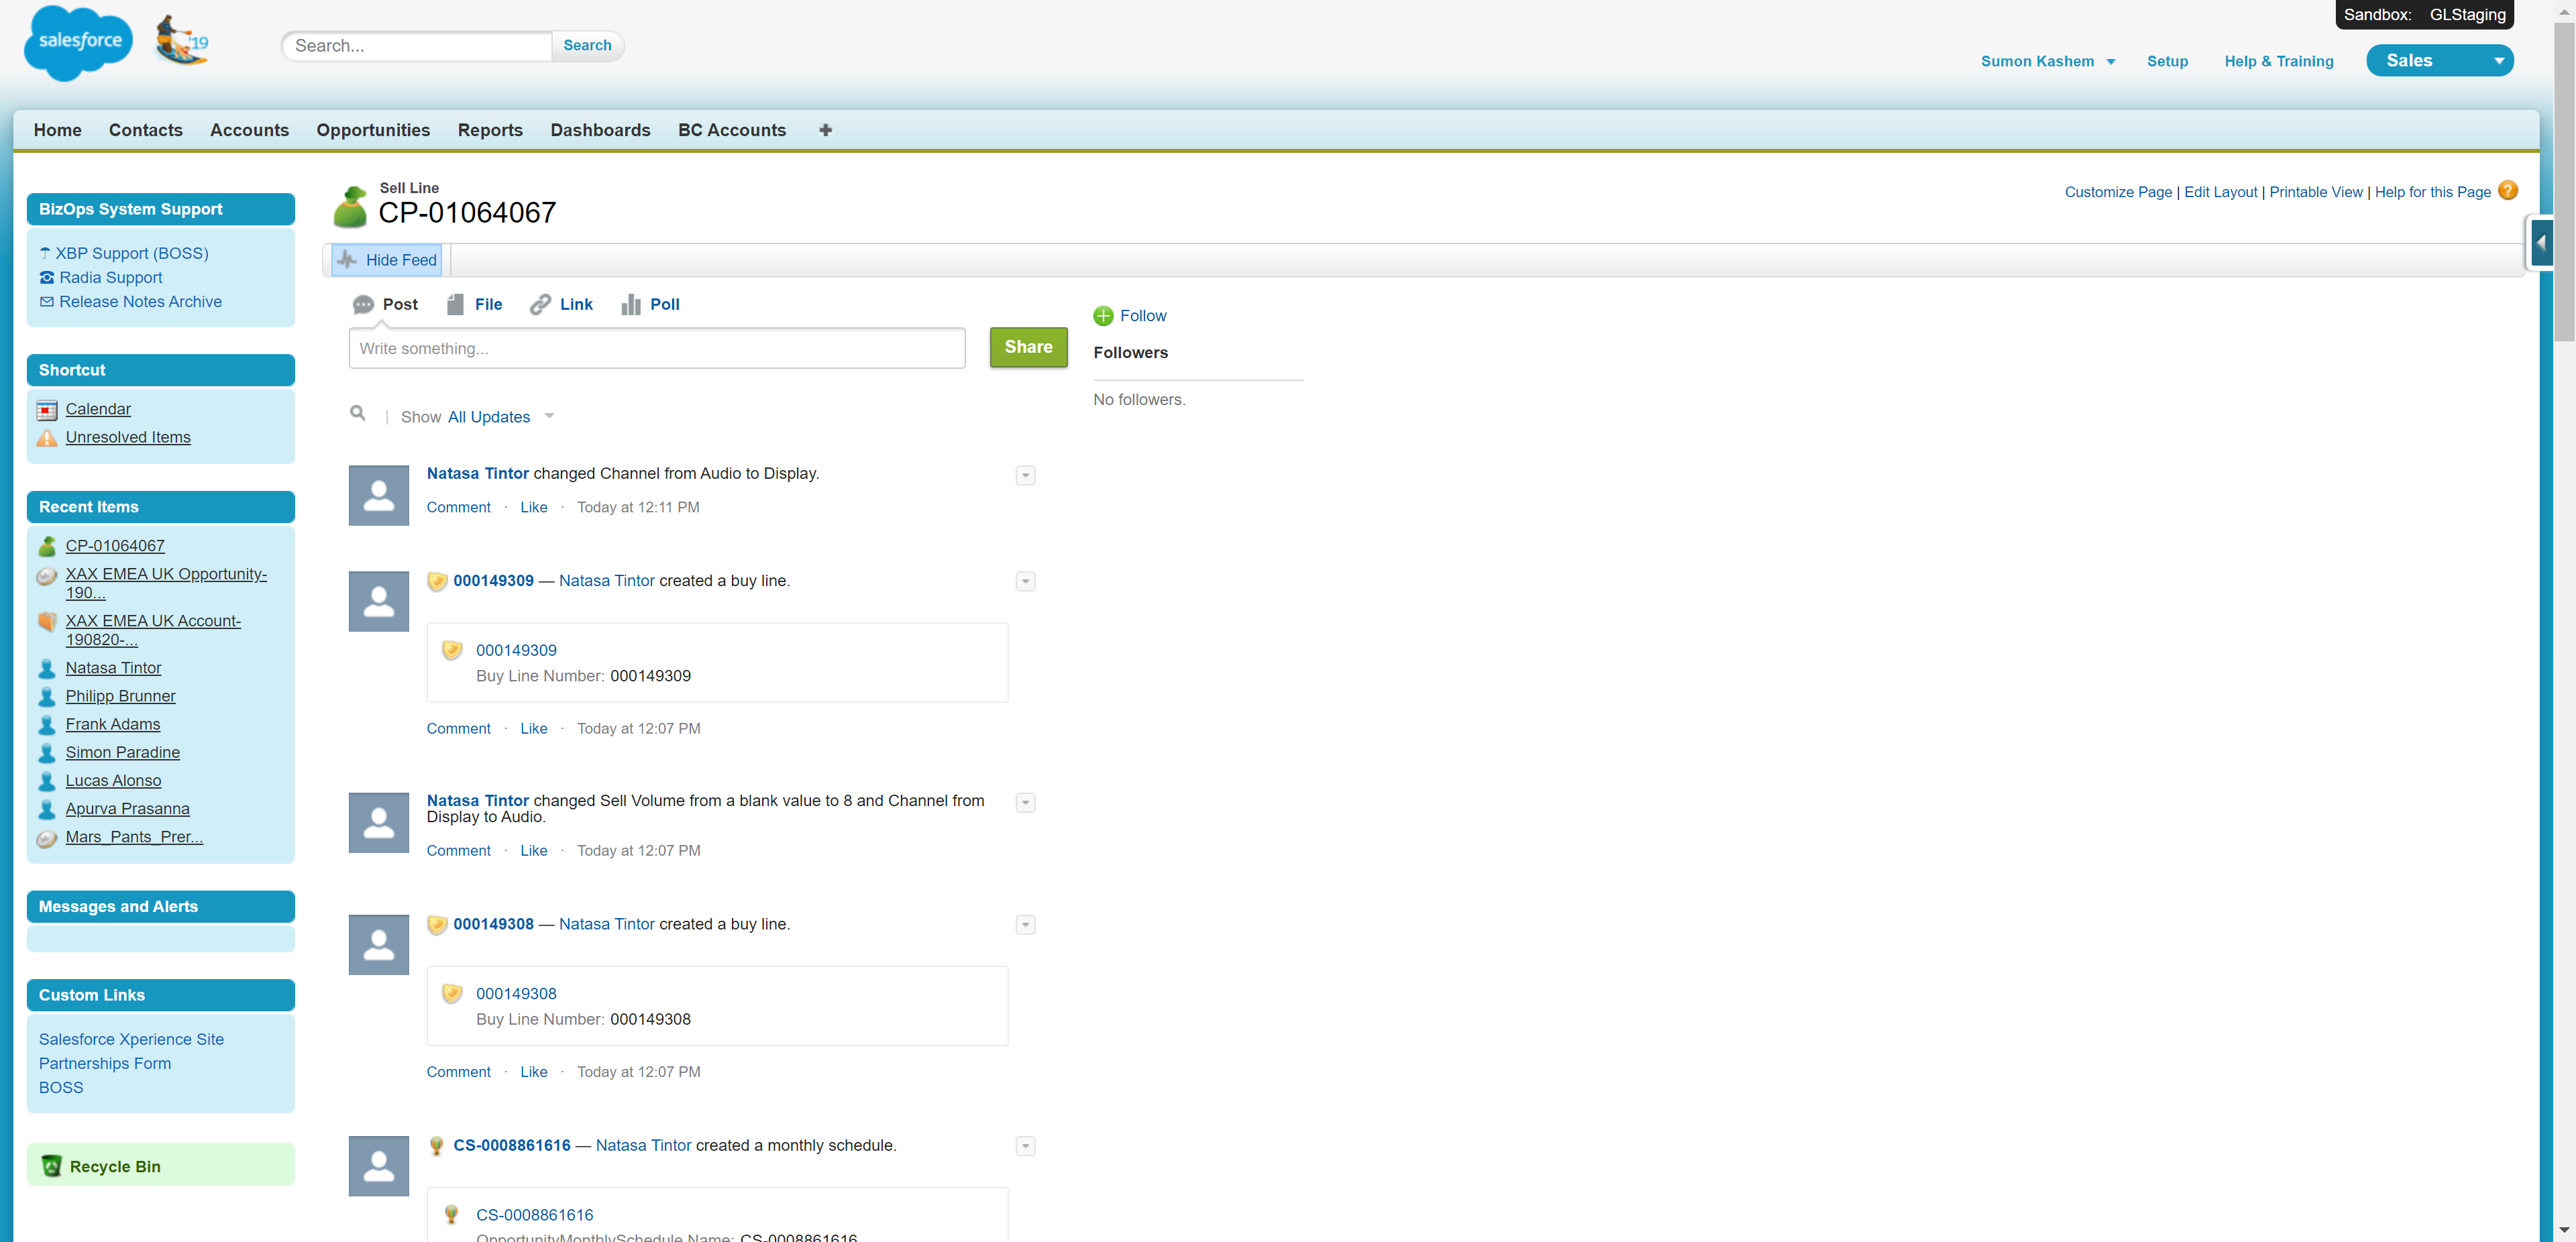 Sandbox: GLStaging
salesforce
'19
Search...
Search
Sumon Kashem
Setup
Help & Training
Sales
Home
Contacts
Accounts
Opportunities
Reports
Dashboards
BC Accounts
BizOps System Support
XBP Support (BOSS)
Radia Support
Release Notes Archive
Shortcut
Calendar
Unresolved Items
Recent Items
CP-01064067
XAX EMEA UK Opportunity-
190...
XAX EMEA UK Account-
190820-...
Natasa Tintor
Philipp Brunner
Frank Adams
Simon Paradine
Lucas Alonso
Apurva Prasanna
Mars_Pants_Prer...
Messages and Alerts
Custom Links
Salesforce Xperience Site
Partnerships Form
BOSS
Recycle Bin
Sell Line
CP-01064067
Customize Page | Edit Layout | Printable View | Help for this Page ?
Hide Feed
Post
File
Link
Poll
Write something...
Share
Follow
Followers
No followers.
| Show All Updates
Natasa Tintor changed Channel from Audio to Display.
Comment · Like · Today at 12:11 PM
000149309 — Natasa Tintor created a buy line.
000149309
Buy Line Number: 000149309
Comment · Like · Today at 12:07 PM
Natasa Tintor changed Sell Volume from a blank value to 8 and Channel from
Display to Audio.
Comment · Like · Today at 12:07 PM
000149308 — Natasa Tintor created a buy line.
000149308
Buy Line Number: 000149308
Comment · Like · Today at 12:07 PM
CS-0008861616 — Natasa Tintor created a monthly schedule.
CS-0008861616
OpportunityMonthlySchedule Name: CS-0008861616